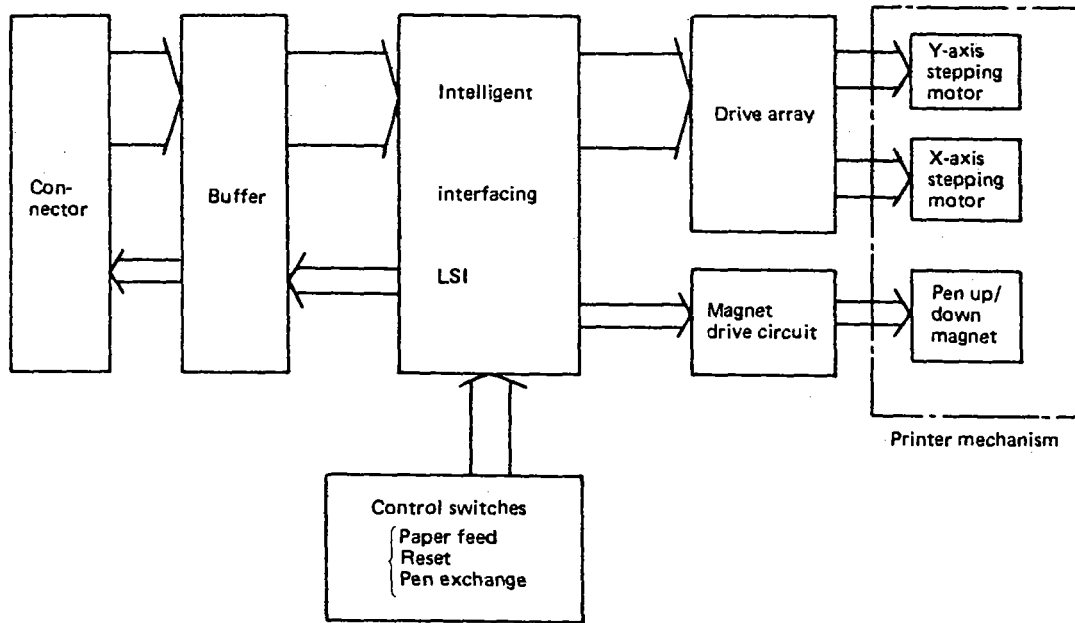 Con-
nector
Buffer
Intelligent
interfacing
LSI
Drive array
Magnet
drive circuit
Y-axis
stepping
motor
X-axis
stepping
motor
Pen up/
down
magnet
Printer mechanism
Control switches
Paper feed
Reset
Pen exchange